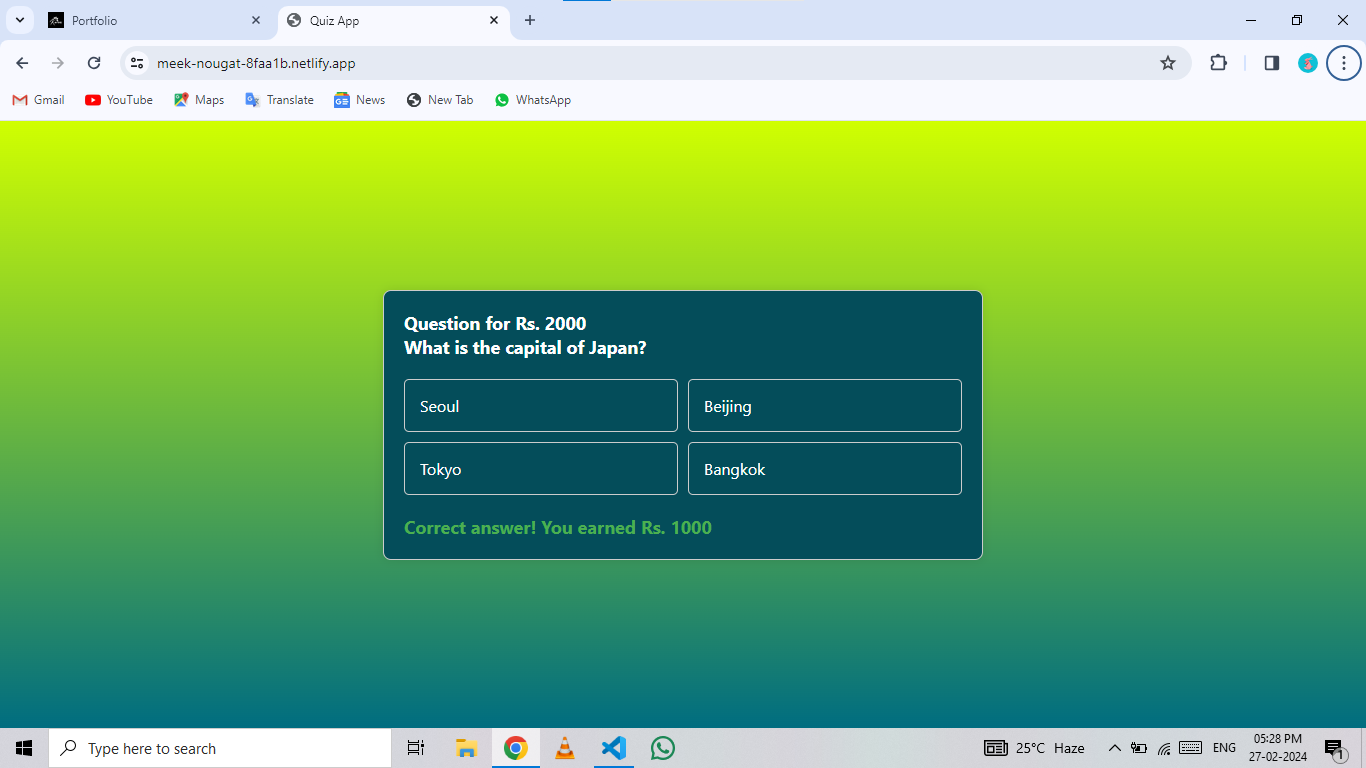 Portfolio
Quiz App
meek-nougat-8faa1b.netlify.app
Gmail YouTube Maps Translate News New Tab WhatsApp
Question for Rs. 2000
What is the capital of Japan?
Seoul
Beijing
Tokyo
Bangkok
Correct answer! You earned Rs. 1000
Type here to search
25°C Haze
ENG
05:28 PM
27-02-2024
1